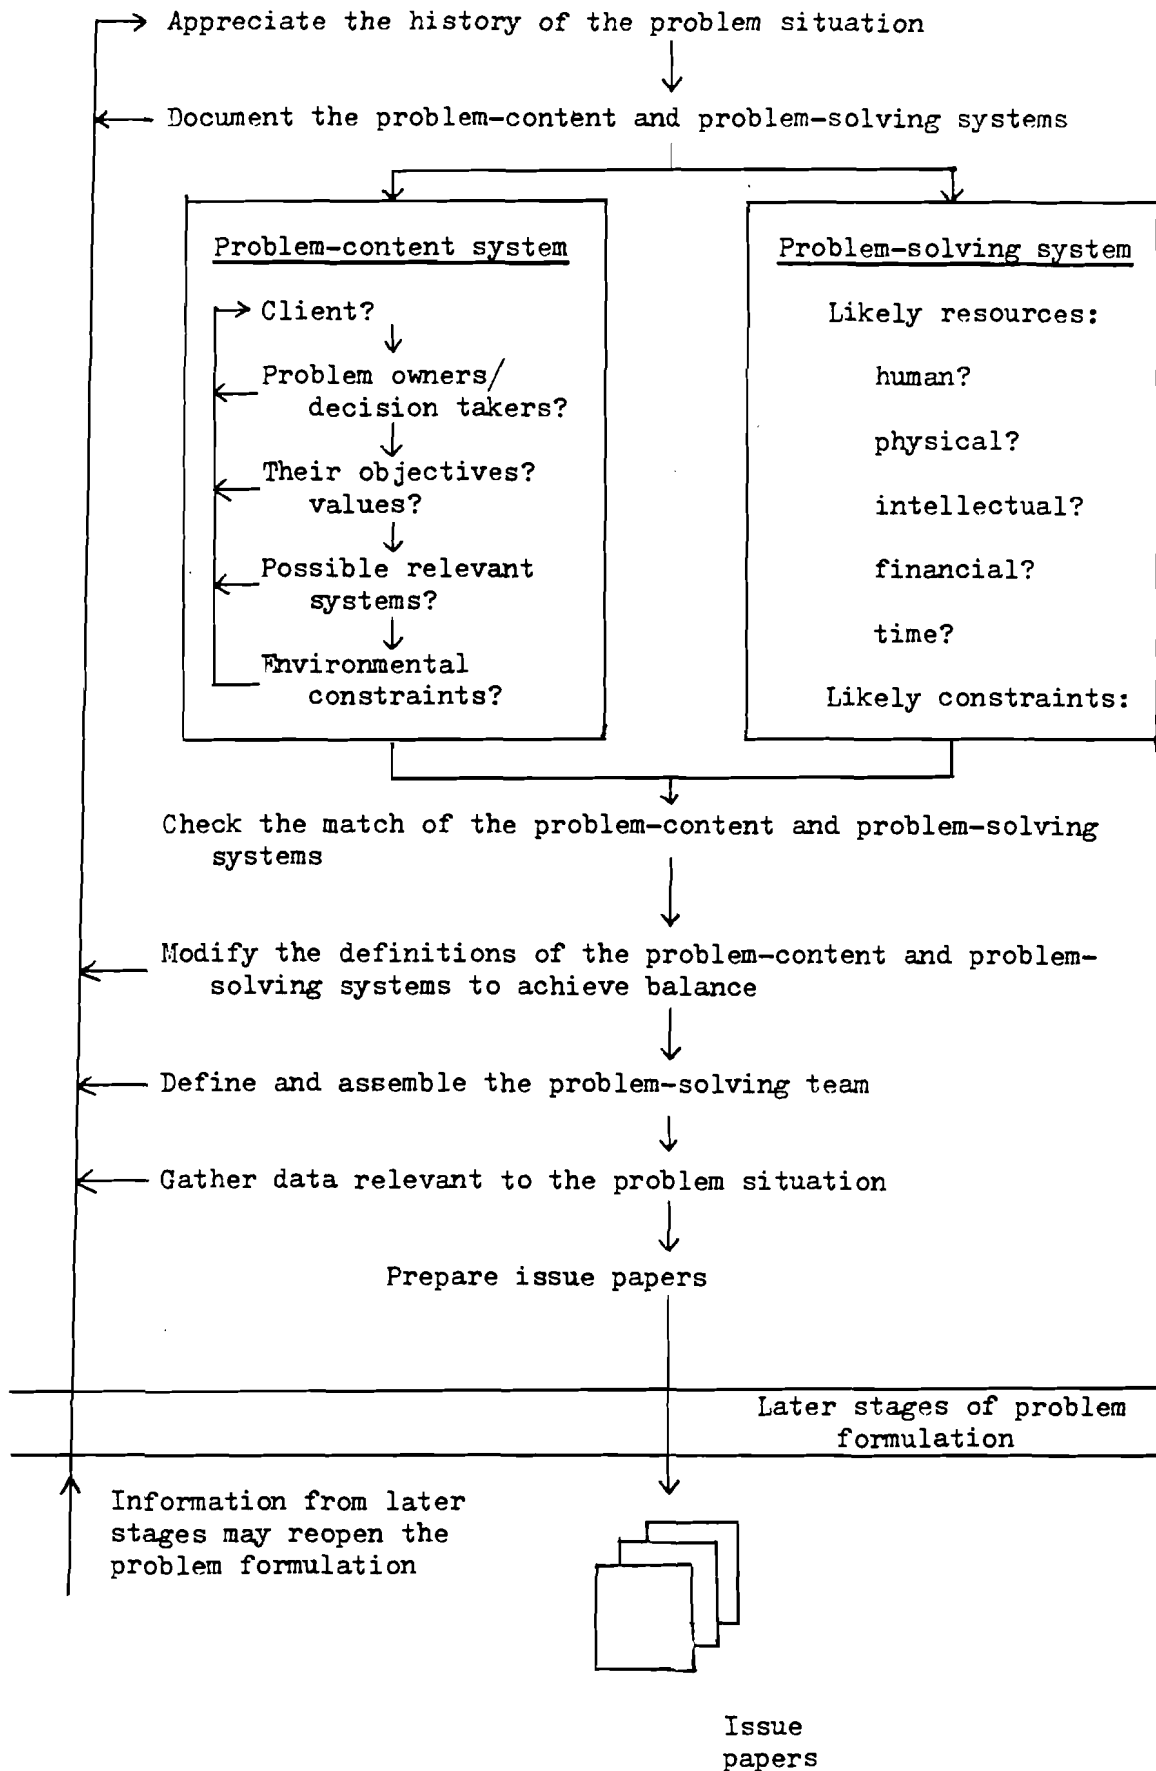 Appreciate the history of the problem situation
Document the problem-content and problem-solving systems
Problem-content system
Client?
Problem owners/
decision takers?
Their objectives?
values?
Possible relevant
systems?
Environmental
constraints?
Problem-solving system
Likely resources:
human?
physical?
intellectual?
financial?
time?
Likely constraints:
Check the match of the problem-content and problem-solving
systems
Modify the definitions of the problem-content and problem-
solving systems to achieve balance
Define and assemble the problem-solving team
Gather data relevant to the problem situation
Prepare issue papers
Later stages of problem
formulation
Information from later
stages may reopen the
problem formulation
Issue
papers